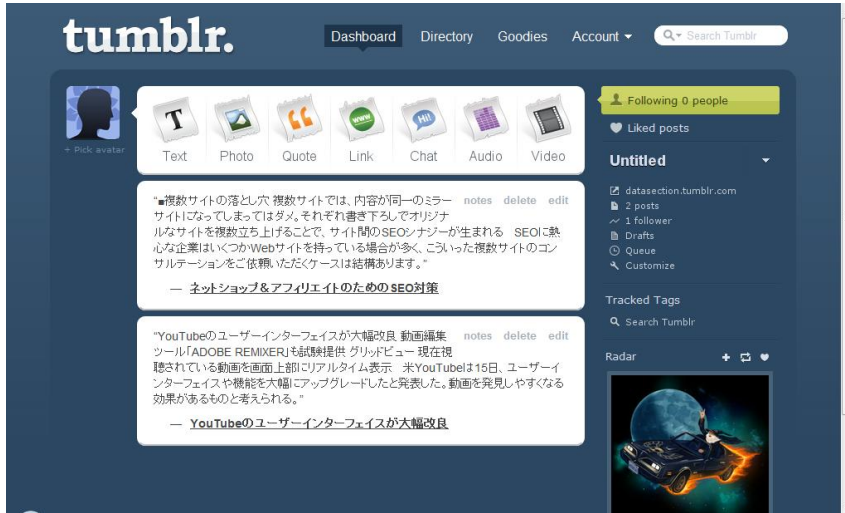 tumblr.
Dashboard Directory Goodies Account Search Tumblr
+ Pick avatar
T www Hi!
Text Photo Quote Link Chat Audio Video
notes delete edit
“■複数サイトの落とし穴 複数サイトでは、内容が同一のミラー
サイトになってしまってはダメ。それぞれ書き下ろしでオリジナ
ルなサイトを複数立ち上げることで、サイト間のSEOシナジーが生まれる　SEOに熱
心な企業はいくつかWebサイトを持っている場合が多く、こういった複数サイトのコン
サルテーションをご依頼いただくケースは結構あります。”
— ネットショップ＆アフィリエイトのためのSEO対策
notes delete edit
“YouTubeのユーザーインターフェイスが大幅改良 動画編集
ツール「ADOBE REMIXER」も試験提供 グリッドビュー 現在視
聴されている動画を画面上部にリアルタイム表示　米YouTubeは15日、ユーザーイ
ンターフェイスや機能を大幅にアップグレードしたと発表した。動画を発見しやすくなる
効果があるものと考えられる。”
— YouTubeのユーザーインターフェイスが大幅改良
Following 0 people
Liked posts
Untitled
datasection.tumblr.com
2 posts
1 follower
Drafts
Queue
Customize
Tracked Tags
Search Tumblr
Radar